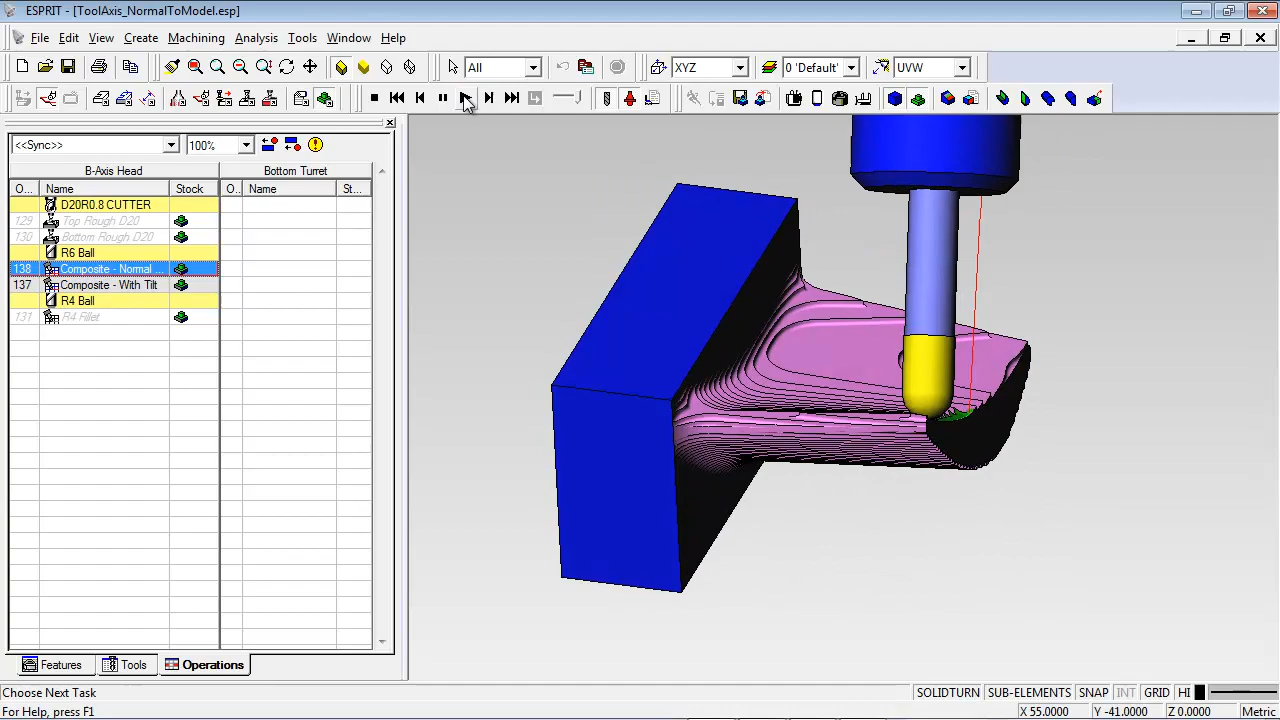 ESPRIT - [ToolAxis_NormalToModel.esp]
File Edit View Create Machining Analysis Tools Window Help
All XYZ 0 'Default' UVW
<<Sync>> 100%
B-Axis Head Bottom Turret
O... Name Stock O.. Name St...
D20R0.8 CUTTER
129 Top Rough D20
130 Bottom Rough D20
R6 Ball
138 Composite - Normal ...
137 Composite - With Tilt
R4 Ball
131 R4 Fillet
Features Tools Operations
Choose Next Task SOLIDTURN SUB-ELEMENTS SNAP INT GRID HI
For Help, press F1 X 55.0000 Y -41.0000 Z 0.0000 Metric